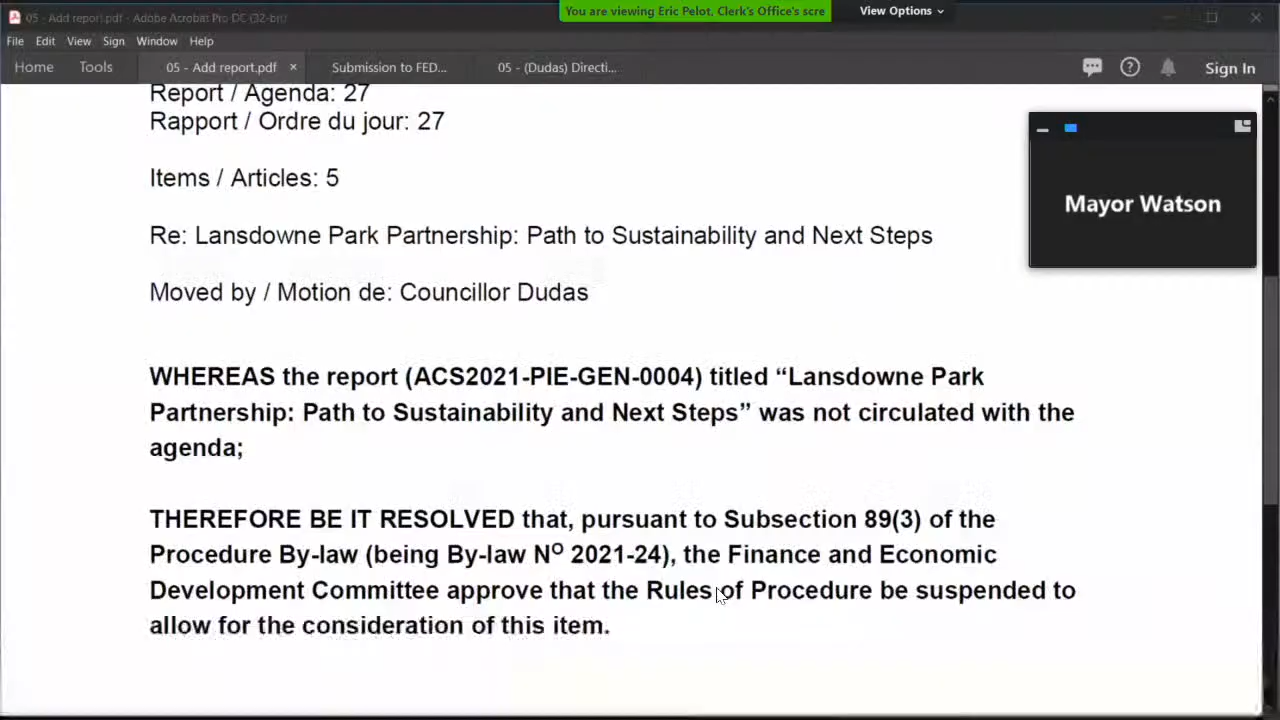 05 - Add report.pdf - Adobe Acrobat Pro DC (32-bit)
You are viewing Eric Pelot, Clerk's Office's scre
View Options
File Edit View Sign Window Help
Home Tools 05 - Add report.pdf × Submission to FED... 05 - (Dudas) Directi... Sign In
Report / Agenda: 27
Rapport / Ordre du jour: 27
Items / Articles: 5
Mayor Watson
Re: Lansdowne Park Partnership: Path to Sustainability and Next Steps
Moved by / Motion de: Councillor Dudas
WHEREAS the report (ACS2021-PIE-GEN-0004) titled “Lansdowne Park
Partnership: Path to Sustainability and Next Steps” was not circulated with the
agenda;
THEREFORE BE IT RESOLVED that, pursuant to Subsection 89(3) of the
Procedure By-law (being By-law Nᴼ 2021-24), the Finance and Economic
Development Committee approve that the Rules of Procedure be suspended to
allow for the consideration of this item.